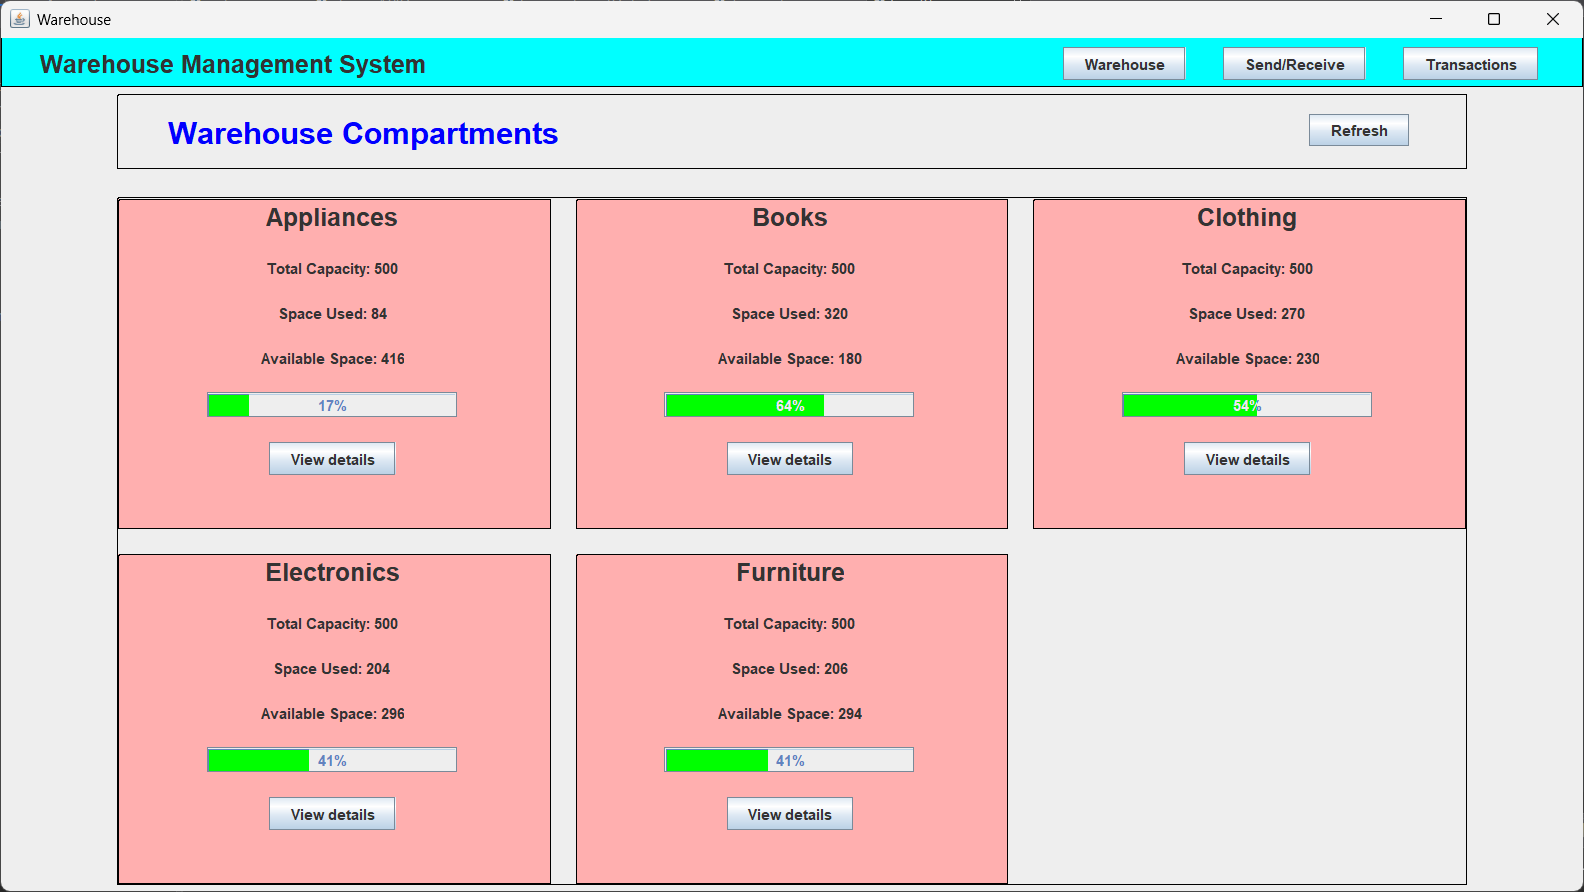 Warehouse
Warehouse Management System
Warehouse
Send/Receive
Transactions
Warehouse Compartments
Refresh
Appliances
Total Capacity: 500
Space Used: 84
Available Space: 416
17%
View details
Books
Total Capacity: 500
Space Used: 320
Available Space: 180
64%
View details
Clothing
Total Capacity: 500
Space Used: 270
Available Space: 230
54%
View details
Electronics
Total Capacity: 500
Space Used: 204
Available Space: 296
41%
View details
Furniture
Total Capacity: 500
Space Used: 206
Available Space: 294
41%
View details